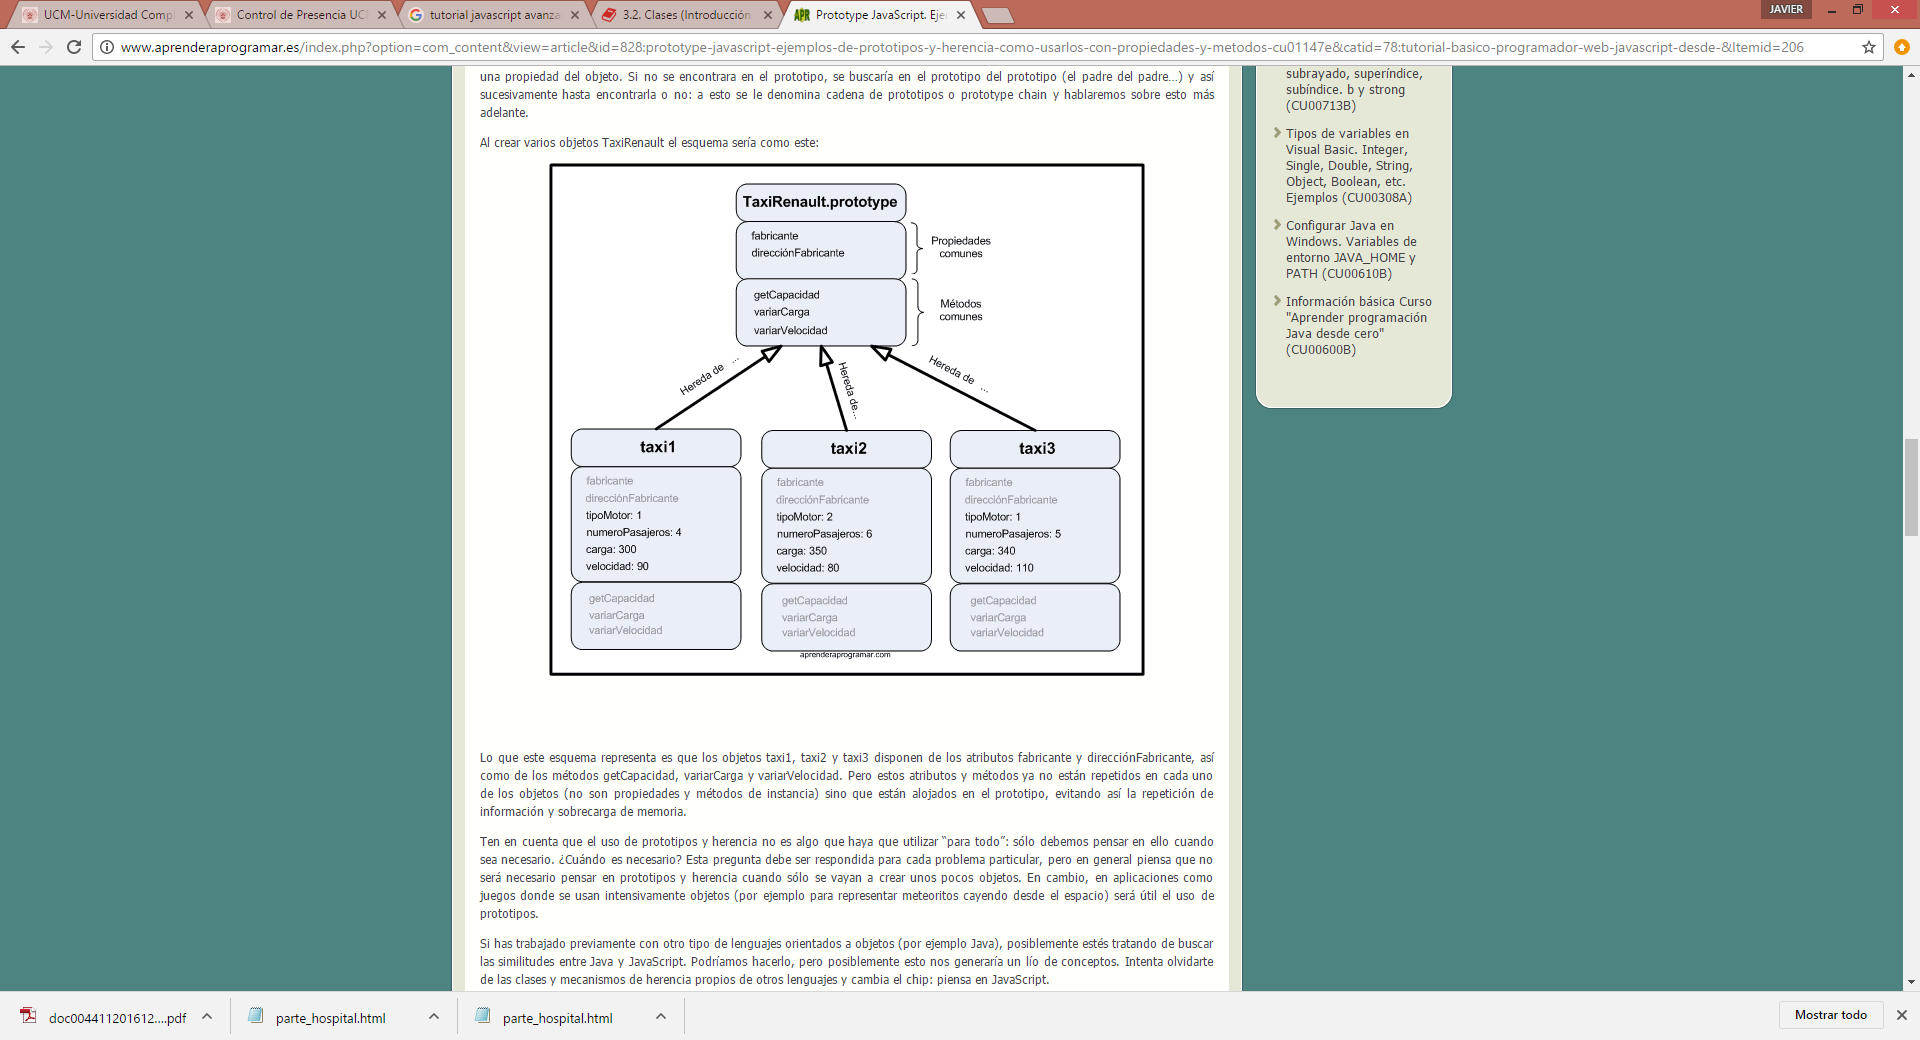 UCM-Universidad Compl
Control de Presencia UC
tutorial javascript avanza
3.2. Clases (Introducción
Prototype JavaScript. Eje
JAVIER
www.aprenderaprogramar.es/index.php?option=com_content&view=article&id=828:prototype-javascript-ejemplos-de-prototipos-y-herencia-como-usarlos-con-propiedades-y-metodos-cu01147e&catid=78:tutorial-basico-programador-web-javascript-desde-&Itemid=206
una propiedad del objeto. Si no se encontrara en el prototipo, se buscaría en el prototipo del prototipo (el padre del padre...) y así
sucesivamente hasta encontrarla o no: a esto se le denomina cadena de prototipos o prototype chain y hablaremos sobre esto más
adelante.
Al crear varios objetos TaxiRenault el esquema sería como este:
TaxiRenault.prototype
fabricante
direcciónFabricante
Propiedades
comunes
getCapacidad
variarCarga
variarVelocidad
Métodos
comunes
Hereda de ...
Hereda de...
Hereda de ...
taxi1
fabricante
direcciónFabricante
tipoMotor: 1
numeroPasajeros: 4
carga: 300
velocidad: 90
getCapacidad
variarCarga
variarVelocidad
taxi2
fabricante
direcciónFabricante
tipoMotor: 2
numeroPasajeros: 6
carga: 350
velocidad: 80
getCapacidad
variarCarga
variarVelocidad
taxi3
fabricante
direcciónFabricante
tipoMotor: 1
numeroPasajeros: 5
carga: 340
velocidad: 110
getCapacidad
variarCarga
variarVelocidad
aprenderaprogramar.com
Lo que este esquema representa es que los objetos taxi1, taxi2 y taxi3 disponen de los atributos fabricante y direcciónFabricante, así
como de los métodos getCapacidad, variarCarga y variarVelocidad. Pero estos atributos y métodos ya no están repetidos en cada uno
de los objetos (no son propiedades y métodos de instancia) sino que están alojados en el prototipo, evitando así la repetición de
información y sobrecarga de memoria.
Ten en cuenta que el uso de prototipos y herencia no es algo que haya que utilizar “para todo”: sólo debemos pensar en ello cuando
sea necesario. ¿Cuándo es necesario? Esta pregunta debe ser respondida para cada problema particular, pero en general piensa que no
será necesario pensar en prototipos y herencia cuando sólo se vayan a crear unos pocos objetos. En cambio, en aplicaciones como
juegos donde se usan intensivamente objetos (por ejemplo para representar meteoritos cayendo desde el espacio) será útil el uso de
prototipos.
Si has trabajado previamente con otro tipo de lenguajes orientados a objetos (por ejemplo Java), posiblemente estés tratando de buscar
las similitudes entre Java y JavaScript. Podríamos hacerlo, pero posiblemente esto nos generaría un lío de conceptos. Intenta olvidarte
de las clases y mecanismos de herencia propios de otros lenguajes y cambia el chip: piensa en JavaScript.
subrayado, superíndice,
subíndice. b y strong
(CU00713B)
Tipos de variables en
Visual Basic. Integer,
Single, Double, String,
Object, Boolean, etc.
Ejemplos (CU00308A)
Configurar Java en
Windows. Variables de
entorno JAVA_HOME y
PATH (CU00610B)
Información básica Curso
"Aprender programación
Java desde cero"
(CU00600B)
doc004411201612....pdf
parte_hospital.html
parte_hospital.html
Mostrar todo